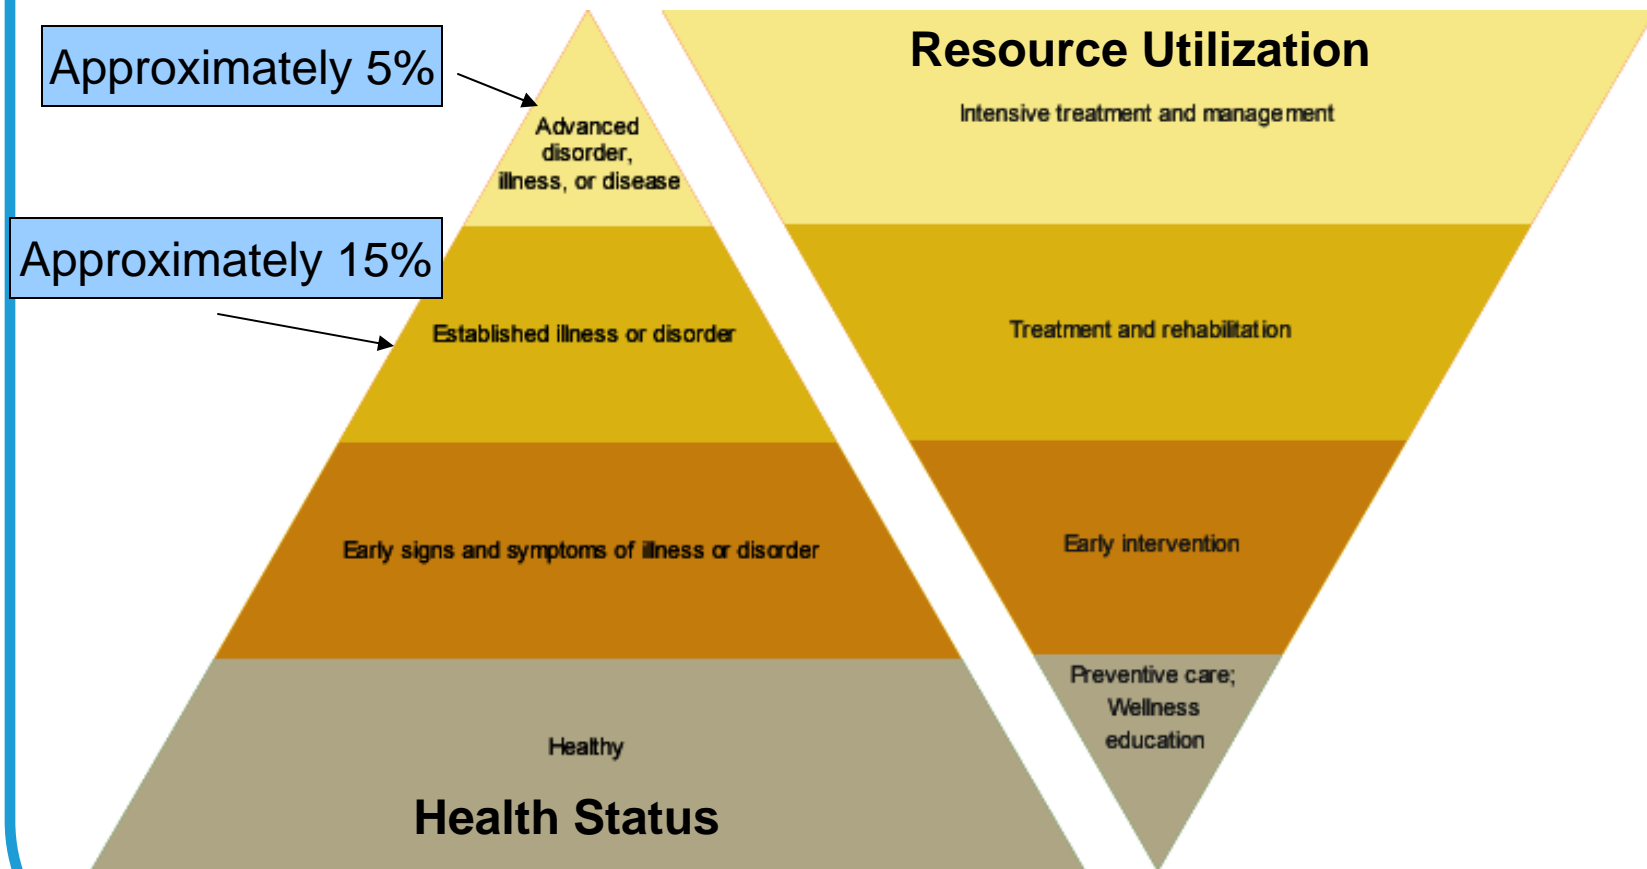 Approximately 5%
Advanced
disorder,
illness, or disease
Approximately 15%
Established illness or disorder
Early signs and symptoms of illness or disorder
Healthy
Health Status
Resource Utilization
Intensive treatment and management
Treatment and rehabilitation
Early intervention
Preventive care;
Wellness
education